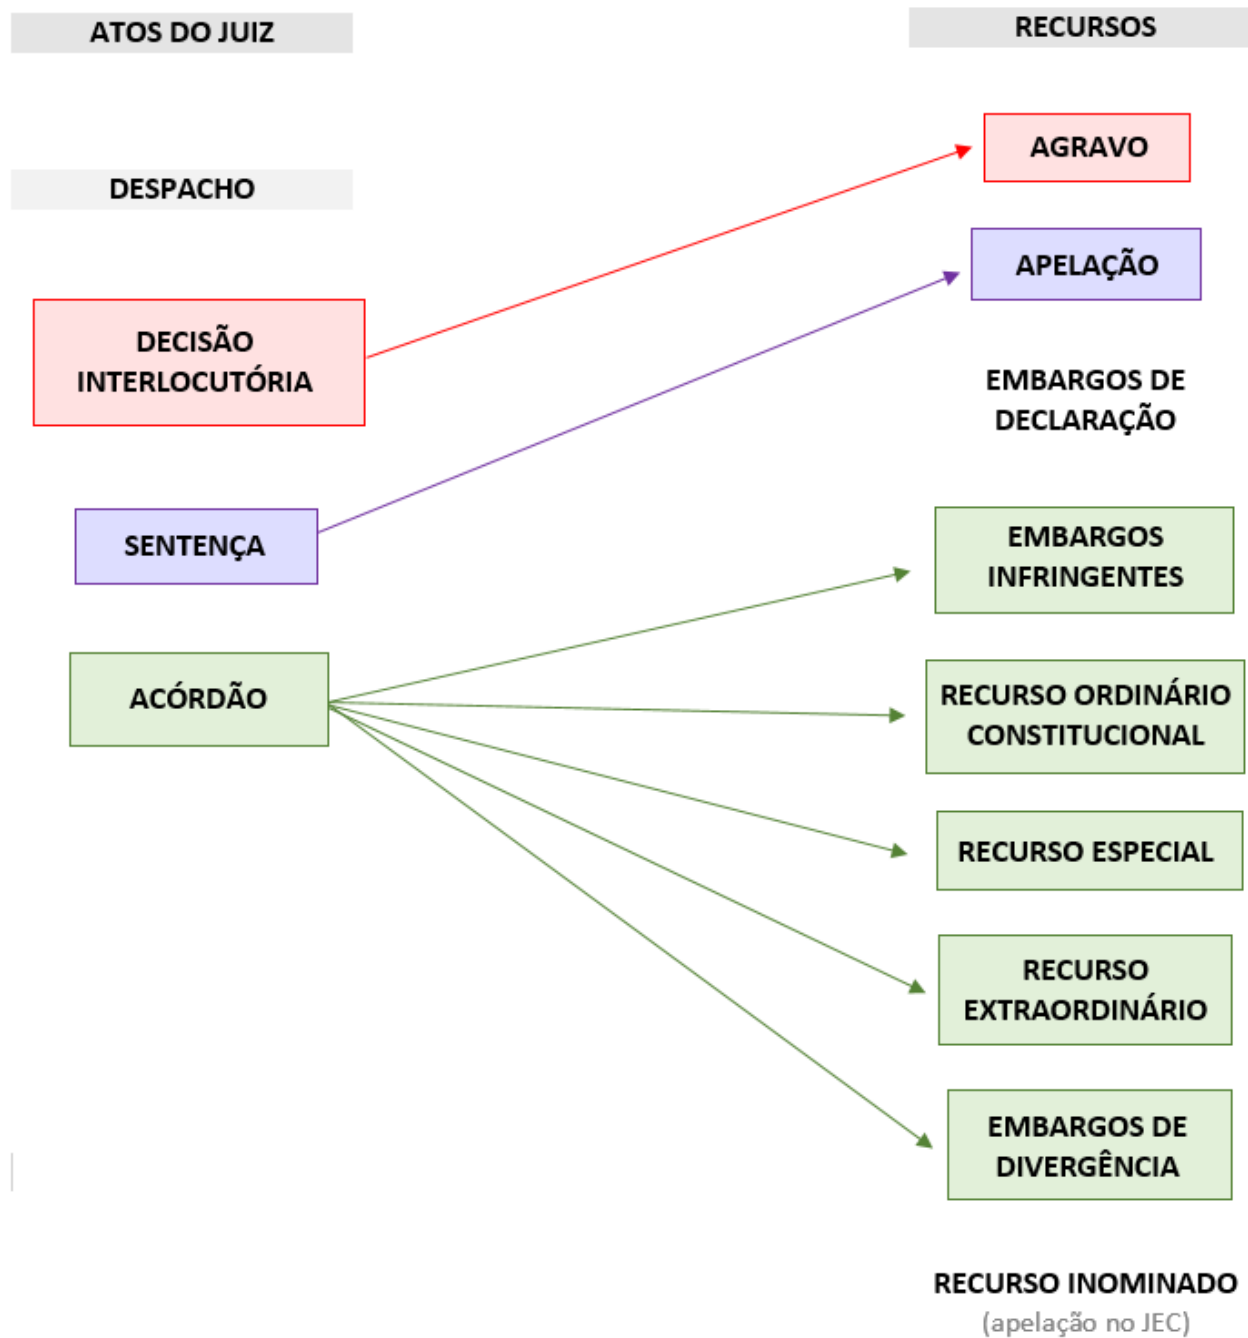 ATOS DO JUIZ
RECURSOS
DESPACHO
DECISÃO
INTERLOCUTÓRIA
SENTENÇA
ACÓRDÃO
AGRAVO
APELAÇÃO
EMBARGOS DE
DECLARAÇÃO
EMBARGOS
INFRINGENTES
RECURSO ORDINÁRIO
CONSTITUCIONAL
RECURSO ESPECIAL
RECURSO
EXTRAORDINÁRIO
EMBARGOS DE
DIVERGÊNCIA
RECURSO INOMINADO
(apelação no JEC)